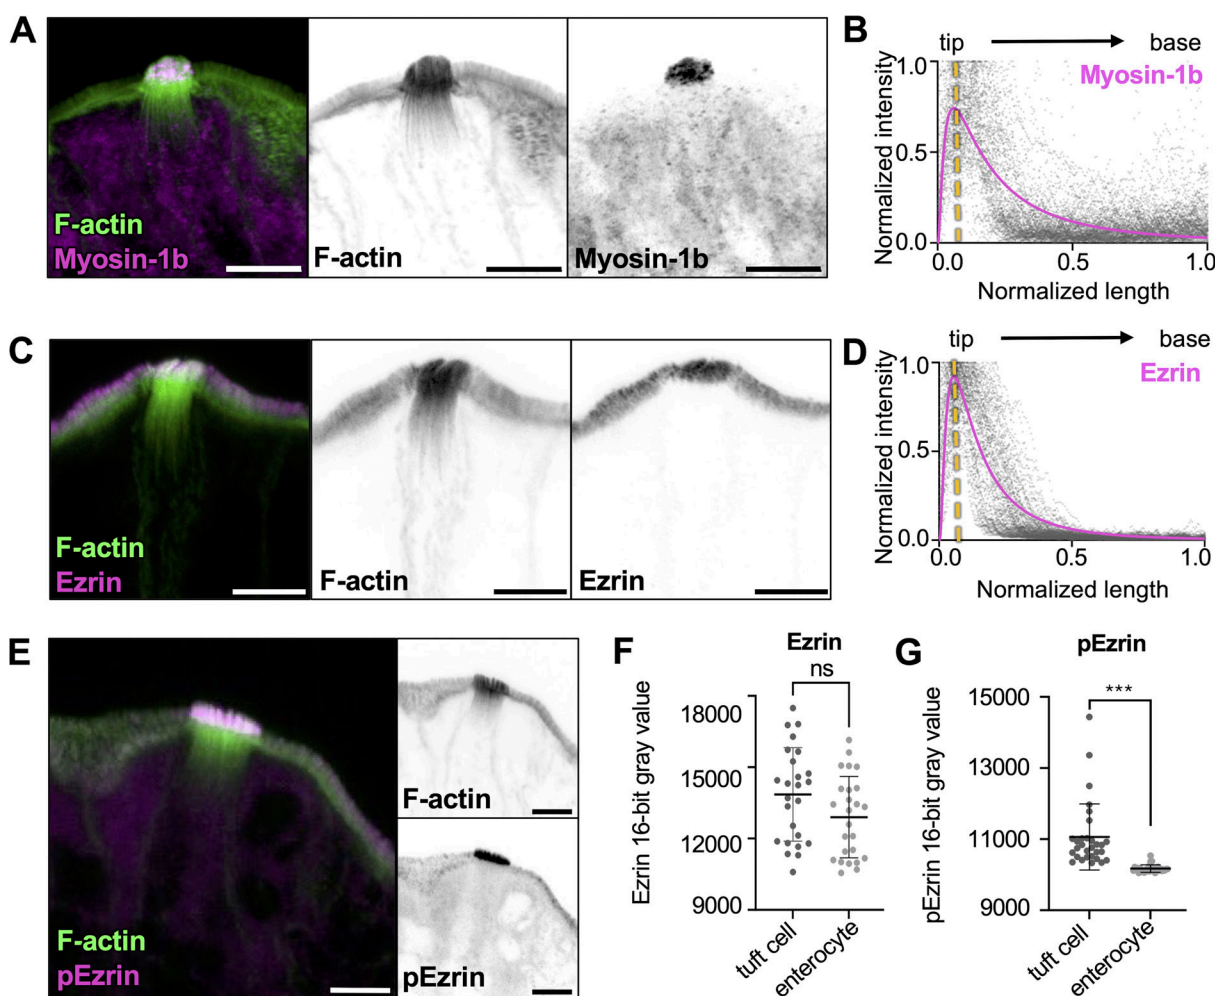 A
F-actin
Myosin-1b
F-actin
Myosin-1b
B
tip
base
Myosin-1b
Normalized intensity
1.0
0.5
0.0
0.0
0.5
1.0
Normalized length
C
F-actin
Ezrin
F-actin
Ezrin
D
tip
base
Ezrin
Normalized intensity
1.0
0.5
0.0
0.0
0.5
1.0
Normalized length
E
F-actin
pEzrin
F-actin
pEzrin
F
Ezrin
ns
Ezrin 16-bit gray value
18000
15000
12000
9000
tuft cell
enterocyte
G
pEzrin
***
pEzrin 16-bit gray value
15000
13000
11000
9000
tuft cell
enterocyte